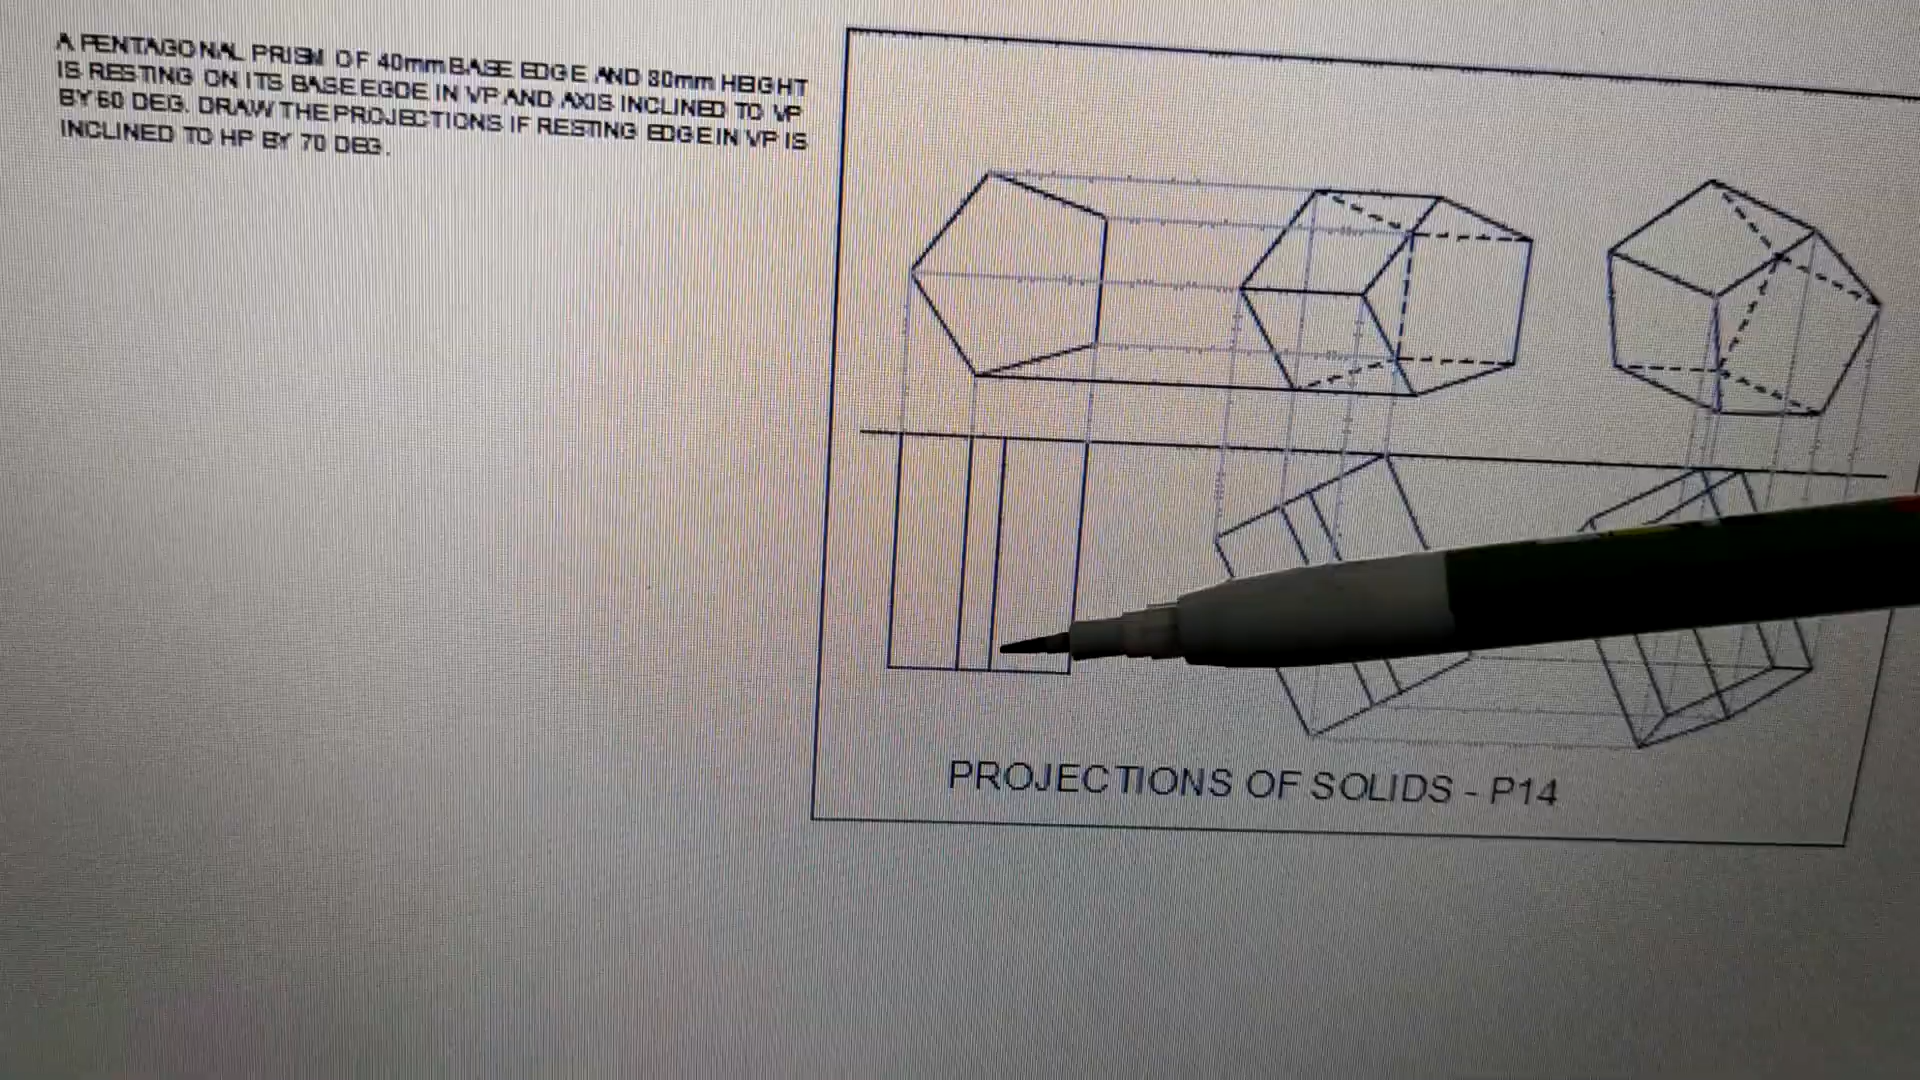 A PENTAGONAL PRISM OF 40mm BASE EDGE AND 80mm HEIGHT
IS RESTING ON ITS BASE EGDE IN VP AND AXIS INCLINED TO VP
BY 60 DEG. DRAW THE PROJECTIONS IF RESTING EDGE IN VP IS
INCLINED TO HP BY 70 DEG.
PROJECTIONS OF SOLIDS - P14